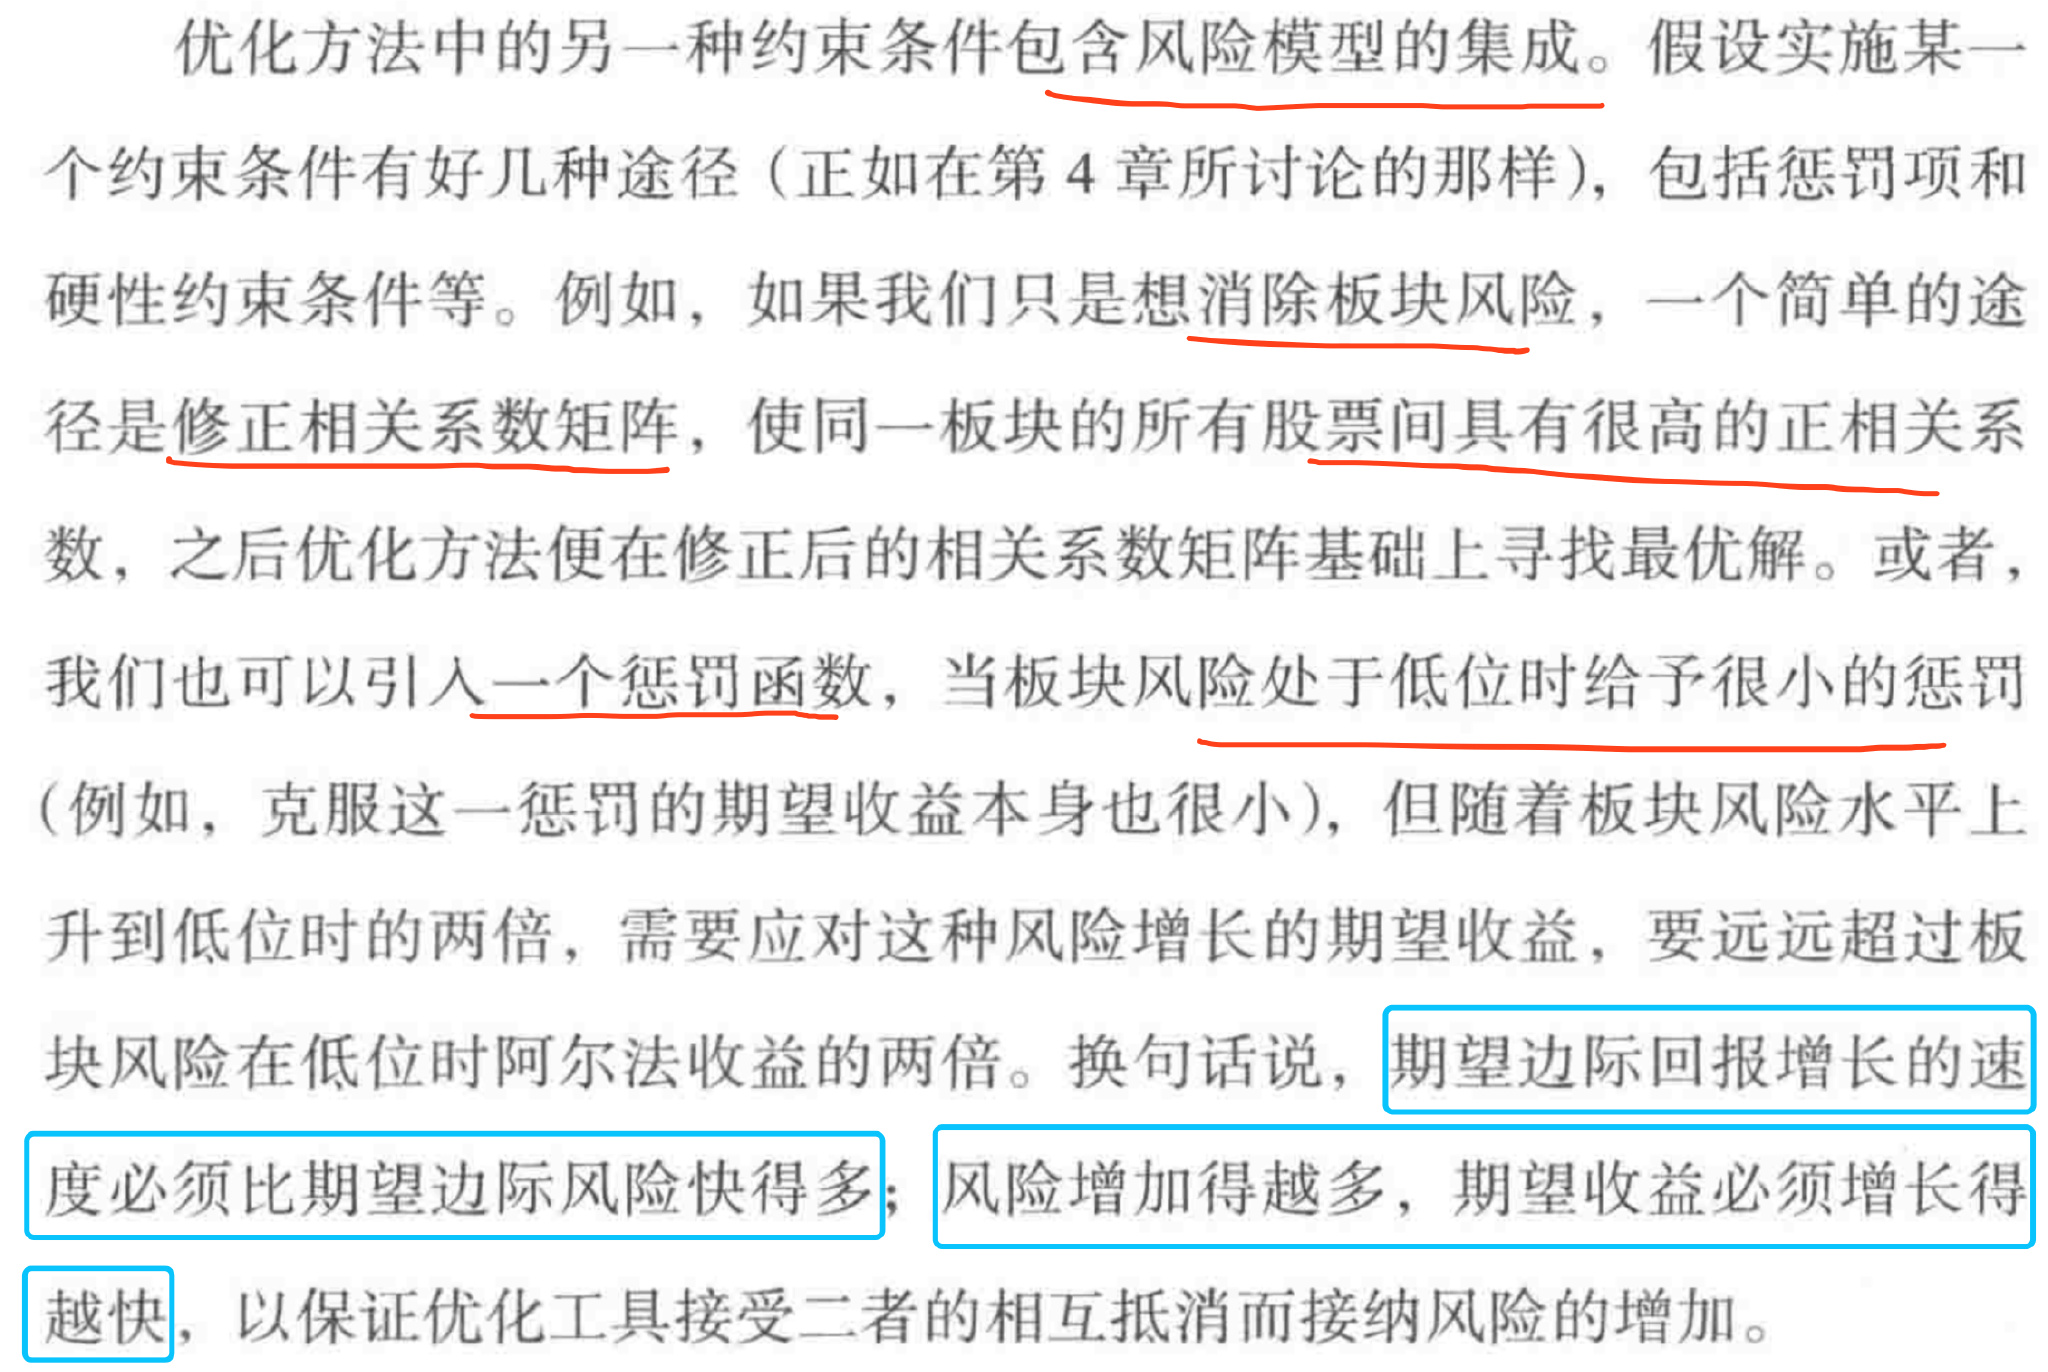 优化方法中的另一种约束条件包含风险模型的集成。假设实施某一
个约束条件有好几种途径（正如在第 4 章所讨论的那样），包括惩罚项和
硬性约束条件等。例如，如果我们只是想消除板块风险，一个简单的途
径是修正相关系数矩阵，使同一板块的所有股票间具有很高的正相关系
数，之后优化方法便在修正后的相关系数矩阵基础上寻找最优解。或者，
我们也可以引入一个惩罚函数，当板块风险处于低位时给予很小的惩罚
（例如，克服这一惩罚的期望收益本身也很小），但随着板块风险水平上
升到低位时的两倍，需要应对这种风险增长的期望收益，要远远超过板
块风险在低位时阿尔法收益的两倍。换句话说，期望边际回报增长的速
度必须比期望边际风险快得多；风险增加得越多，期望收益必须增长得
越快，以保证优化工具接受二者的相互抵消而接纳风险的增加。